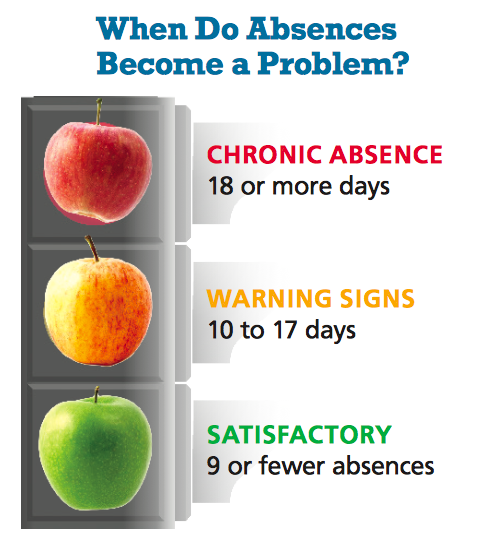 When Do Absences
Become a Problem?
CHRONIC ABSENCE
18 or more days
WARNING SIGNS
10 to 17 days
SATISFACTORY
9 or fewer absences